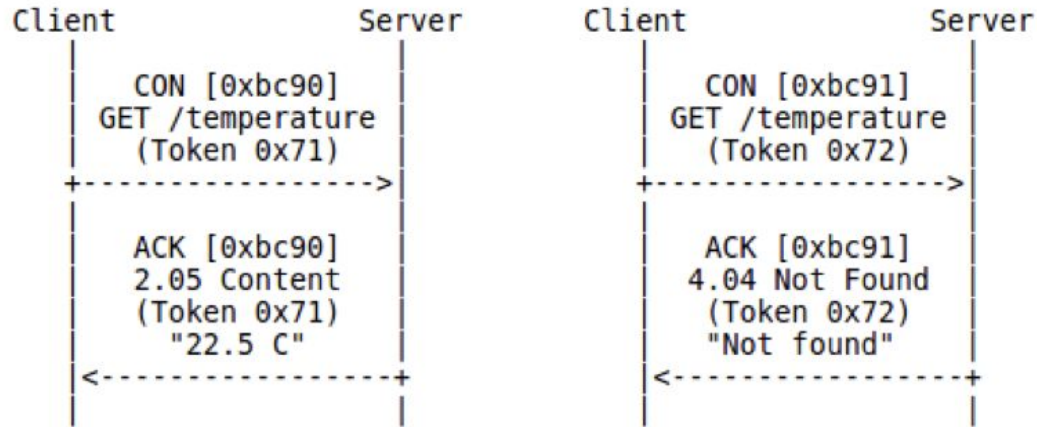 Client Server Client Server
CON [0xbc90] CON [0xbc91]
GET /temperature GET /temperature
(Token 0x71) (Token 0x72)
ACK [0xbc90] ACK [0xbc91]
2.05 Content 4.04 Not Found
(Token 0x71) (Token 0x72)
"22.5 C" "Not found"